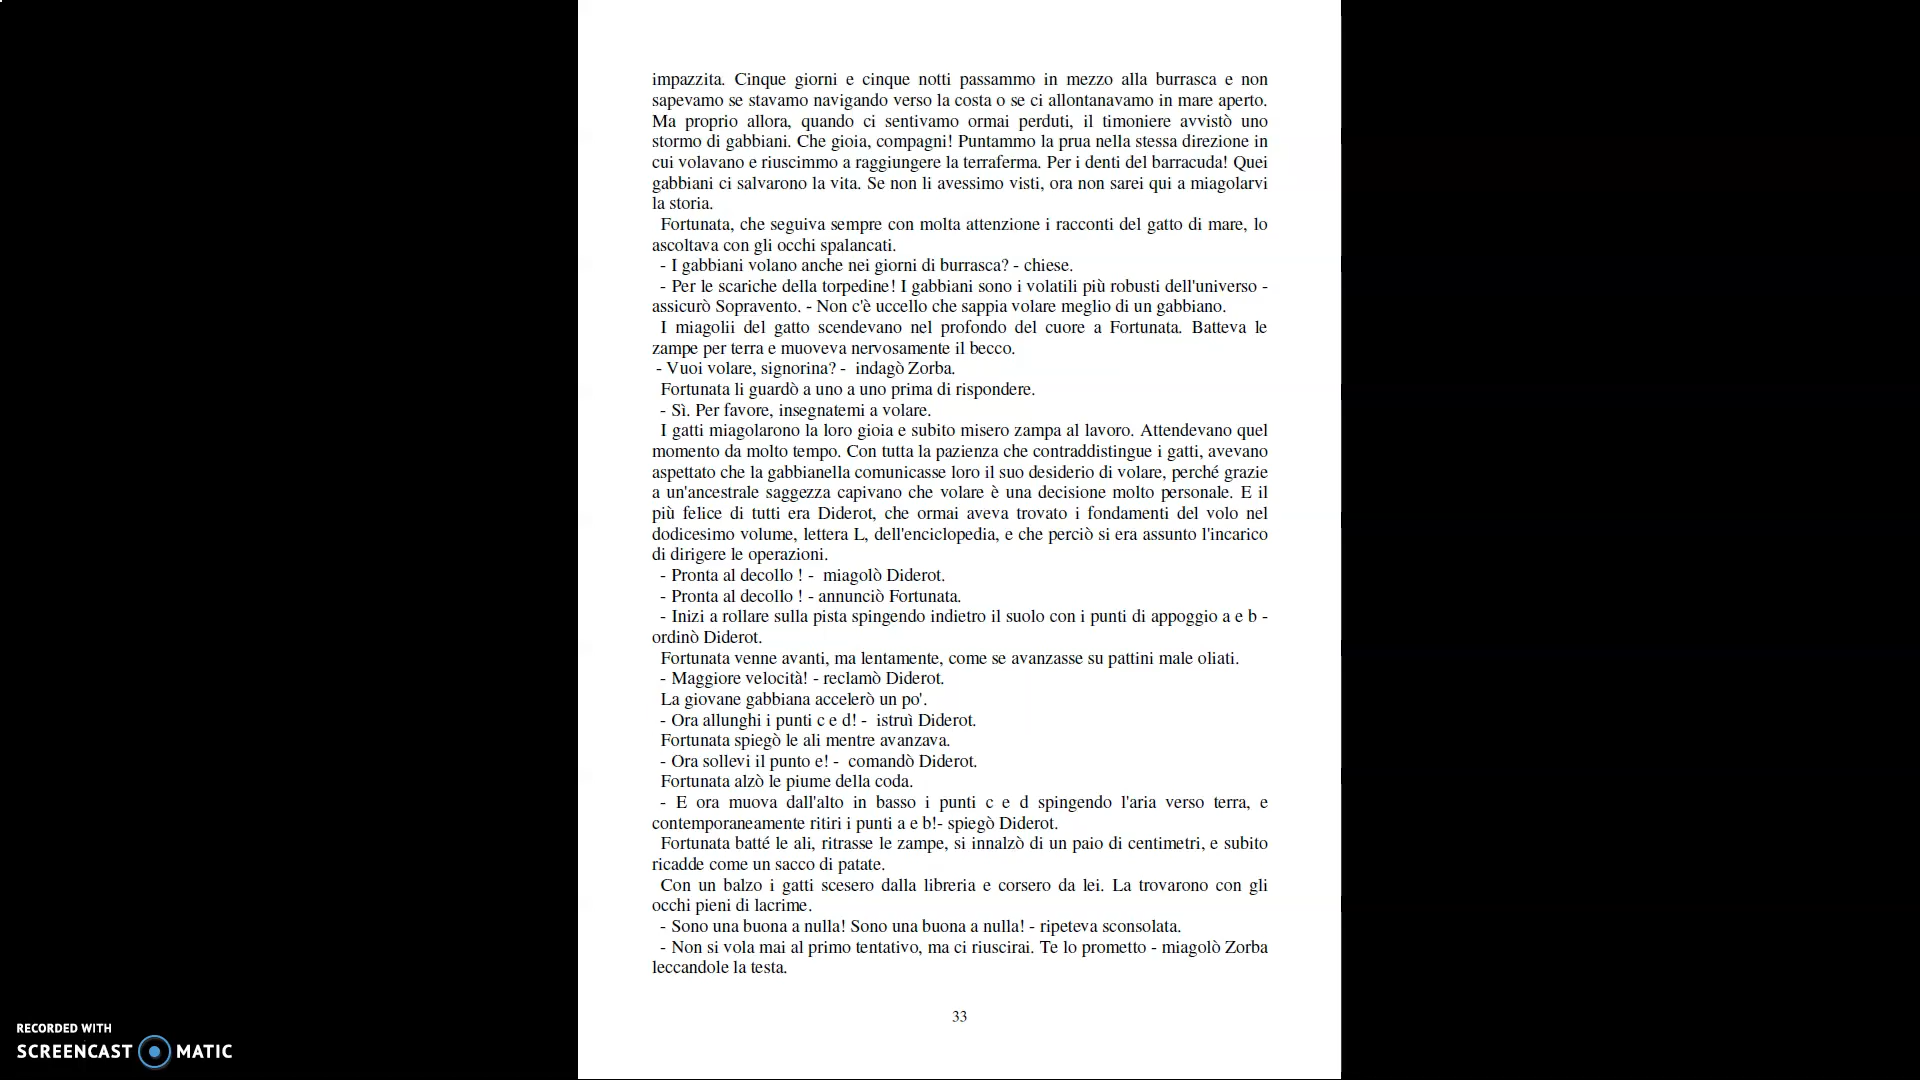 impazzita. Cinque giorni e cinque notti passammo in mezzo alla burrasca e non
sapevamo se stavamo navigando verso la costa o se ci allontanavamo in mare aperto.
Ma proprio allora, quando ci sentivamo ormai perduti, il timoniere avvistò uno
stormo di gabbiani. Che gioia, compagni! Puntammo la prua nella stessa direzione in
cui volavano e riuscimmo a raggiungere la terraferma. Per i denti del barracuda! Quei
gabbiani ci salvarono la vita. Se non li avessimo visti, ora non sarei qui a miagolarvi
la storia.
Fortunata, che seguiva sempre con molta attenzione i racconti del gatto di mare, lo
ascoltava con gli occhi spalancati.
- I gabbiani volano anche nei giorni di burrasca? - chiese.
- Per le scariche della torpedine! I gabbiani sono i volatili più robusti dell'universo -
assicurò Sopravento. - Non c'è uccello che sappia volare meglio di un gabbiano.
I miagolii del gatto scendevano nel profondo del cuore a Fortunata. Batteva le
zampe per terra e muoveva nervosamente il becco.
- Vuoi volare, signorina? - indagò Zorba.
Fortunata li guardò a uno a uno prima di rispondere.
- Sì. Per favore, insegnatemi a volare.
I gatti miagolarono la loro gioia e subito misero zampa al lavoro. Attendevano quel
momento da molto tempo. Con tutta la pazienza che contraddistingue i gatti, avevano
aspettato che la gabbianella comunicasse loro il suo desiderio di volare, perché grazie
a un'ancestrale saggezza capivano che volare è una decisione molto personale. E il
più felice di tutti era Diderot, che ormai aveva trovato i fondamenti del volo nel
dodicesimo volume, lettera L, dell'enciclopedia, e che perciò si era assunto l'incarico
di dirigere le operazioni.
- Pronta al decollo ! - miagolò Diderot.
- Pronta al decollo ! - annunciò Fortunata.
- Inizi a rollare sulla pista spingendo indietro il suolo con i punti di appoggio a e b -
ordinò Diderot.
Fortunata venne avanti, ma lentamente, come se avanzasse su pattini male oliati.
- Maggiore velocità! - reclamò Diderot.
La giovane gabbiana accelerò un po'.
- Ora allunghi i punti c e d! - istruì Diderot.
Fortunata spiegò le ali mentre avanzava.
- Ora sollevi il punto e! - comandò Diderot.
Fortunata alzò le piume della coda.
- E ora muova dall'alto in basso i punti c e d spingendo l'aria verso terra, e
contemporaneamente ritiri i punti a e b!- spiegò Diderot.
Fortunata batté le ali, ritrasse le zampe, si innalzò di un paio di centimetri, e subito
ricadde come un sacco di patate.
Con un balzo i gatti scesero dalla libreria e corsero da lei. La trovarono con gli
occhi pieni di lacrime.
- Sono una buona a nulla! Sono una buona a nulla! - ripeteva sconsolata.
- Non si vola mai al primo tentativo, ma ci riuscirai. Te lo prometto - miagolò Zorba
leccandole la testa.
33
RECORDED WITH
SCREENCAST MATIC